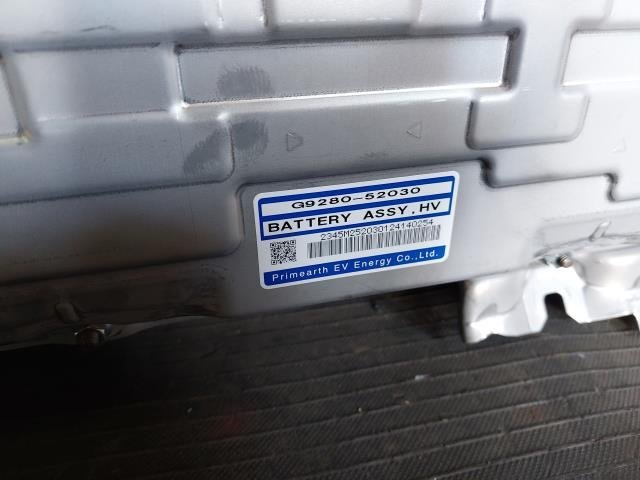 G9280-52030
BATTERY ASSY,HV
2345M252030124140254
Primearth EV Energy Co.,Ltd.